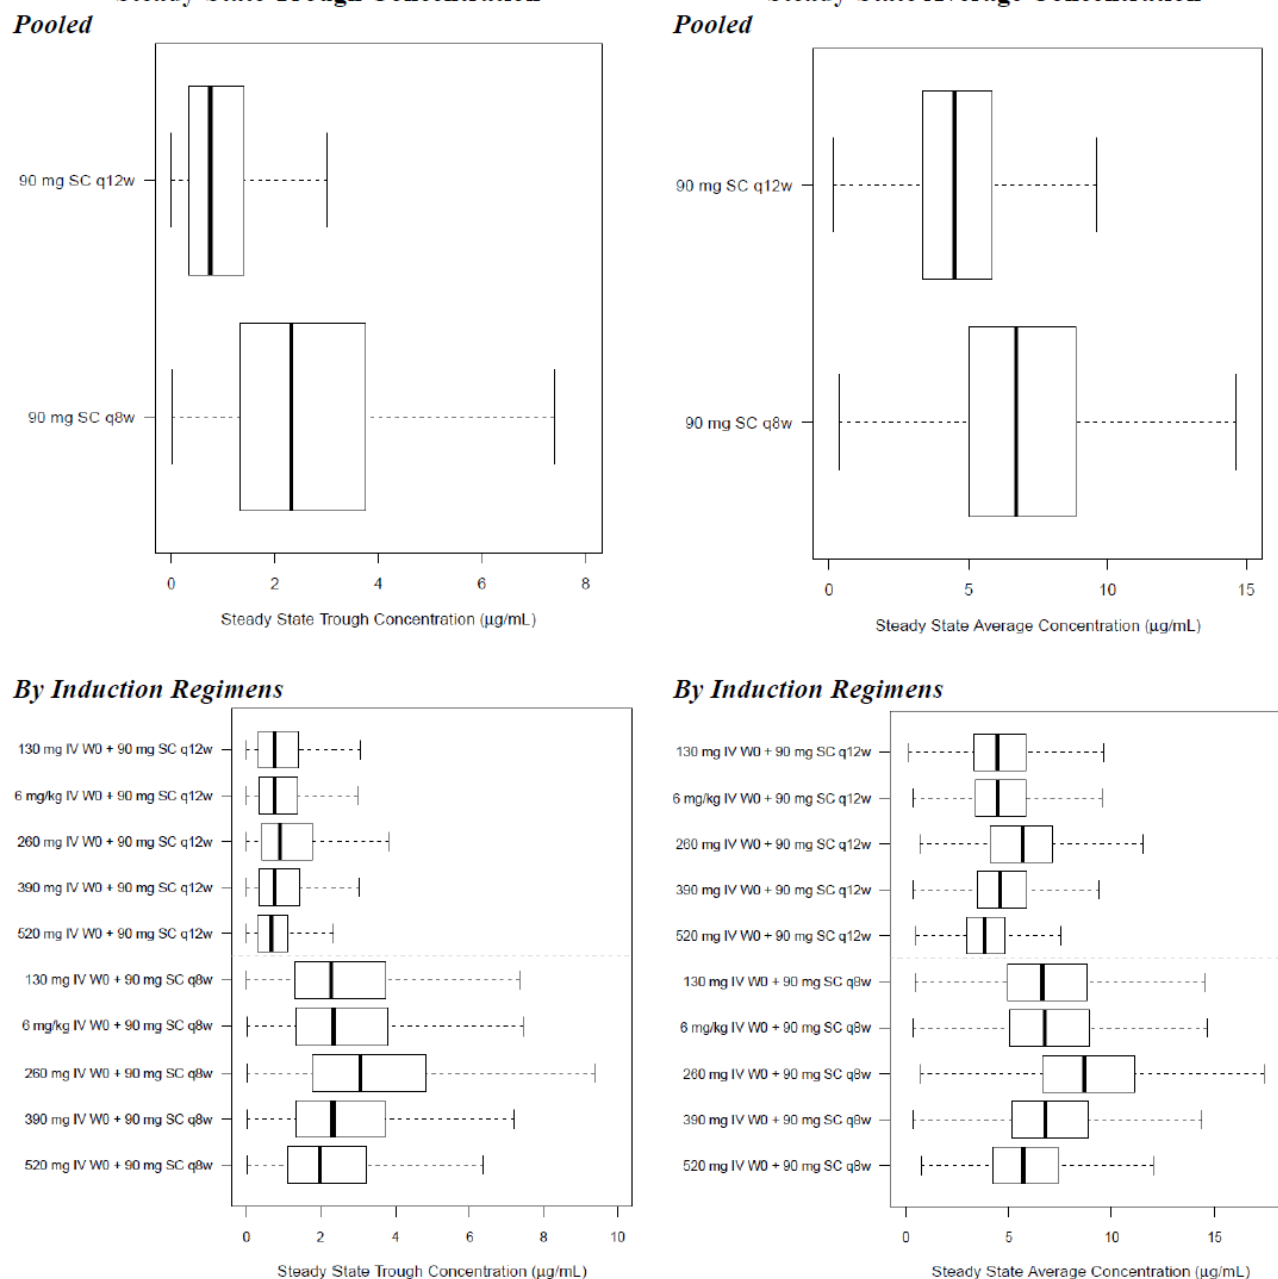 Steady State Trough Concentration
Steady State Average Concentration
Pooled
90 mg SC q12w
90 mg SC q8w
0 2 4 6 8
Steady State Trough Concentration (µg/mL)
Pooled
90 mg SC q12w
90 mg SC q8w
0 5 10 15
Steady State Average Concentration (µg/mL)
By Induction Regimens
130 mg IV W0 + 90 mg SC q12w
6 mg/kg IV W0 + 90 mg SC q12w
260 mg IV W0 + 90 mg SC q12w
390 mg IV W0 + 90 mg SC q12w
520 mg IV W0 + 90 mg SC q12w
130 mg IV W0 + 90 mg SC q8w
6 mg/kg IV W0 + 90 mg SC q8w
260 mg IV W0 + 90 mg SC q8w
390 mg IV W0 + 90 mg SC q8w
520 mg IV W0 + 90 mg SC q8w
0 2 4 6 8 10
Steady State Trough Concentration (µg/mL)
By Induction Regimens
130 mg IV W0 + 90 mg SC q12w
6 mg/kg IV W0 + 90 mg SC q12w
260 mg IV W0 + 90 mg SC q12w
390 mg IV W0 + 90 mg SC q12w
520 mg IV W0 + 90 mg SC q12w
130 mg IV W0 + 90 mg SC q8w
6 mg/kg IV W0 + 90 mg SC q8w
260 mg IV W0 + 90 mg SC q8w
390 mg IV W0 + 90 mg SC q8w
520 mg IV W0 + 90 mg SC q8w
0 5 10 15
Steady State Average Concentration (µg/mL)